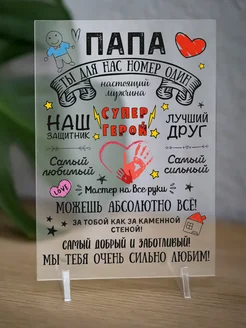 ПАПА
ТЫ ДЛЯ НАС НОМЕР ОДИН
настоящий
мужчина
НАШ
ЗАЩИТНИК
СУПЕР
ГЕРОЙ
ЛУЧШИЙ
ДРУГ
Самый
любимый
Самый
сильный
LOVE
Мастер на все руки
МОЖЕШЬ АБСОЛЮТНО ВСЁ!
ЗА ТОБОЙ КАК ЗА КАМЕННОЙ
СТЕНОЙ!
САМЫЙ ДОБРЫЙ И ЗАБОТЛИВЫЙ!
МЫ ТЕБЯ ОЧЕНЬ СИЛЬНО ЛЮБИМ!